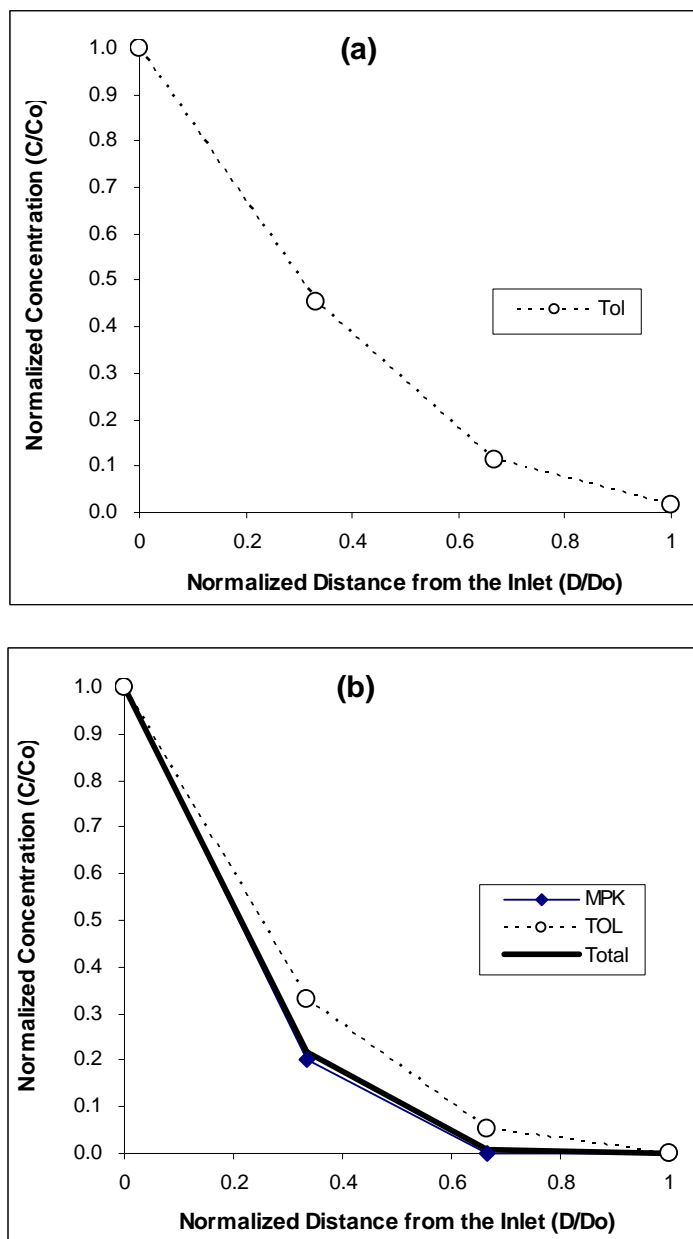 (a)
Normalized Concentration (C/Co)
1.0
0.9
0.8
0.7
0.6
0.5
0.4
0.3
0.2
0.1
0.0
Tol
0 0.2 0.4 0.6 0.8 1
Normalized Distance from the Inlet (D/Do)
(b)
Normalized Concentration (C/Co)
1.0
0.9
0.8
0.7
0.6
0.5
0.4
0.3
0.2
0.1
0.0
MPK
TOL
Total
0 0.2 0.4 0.6 0.8 1
Normalized Distance from the Inlet (D/Do)